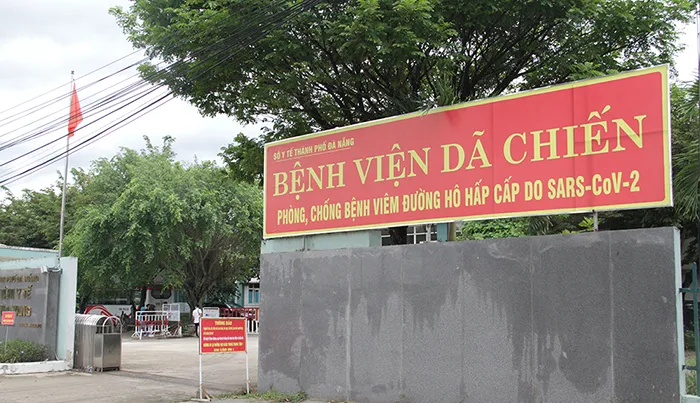 SỞ Y TẾ THÀNH PHỐ ĐÀ NẴNG
BỆNH VIỆN DÃ CHIẾN
PHÒNG, CHỐNG BỆNH VIÊM ĐƯỜNG HÔ HẤP CẤP DO SARS-CoV-2
THÔNG BÁO